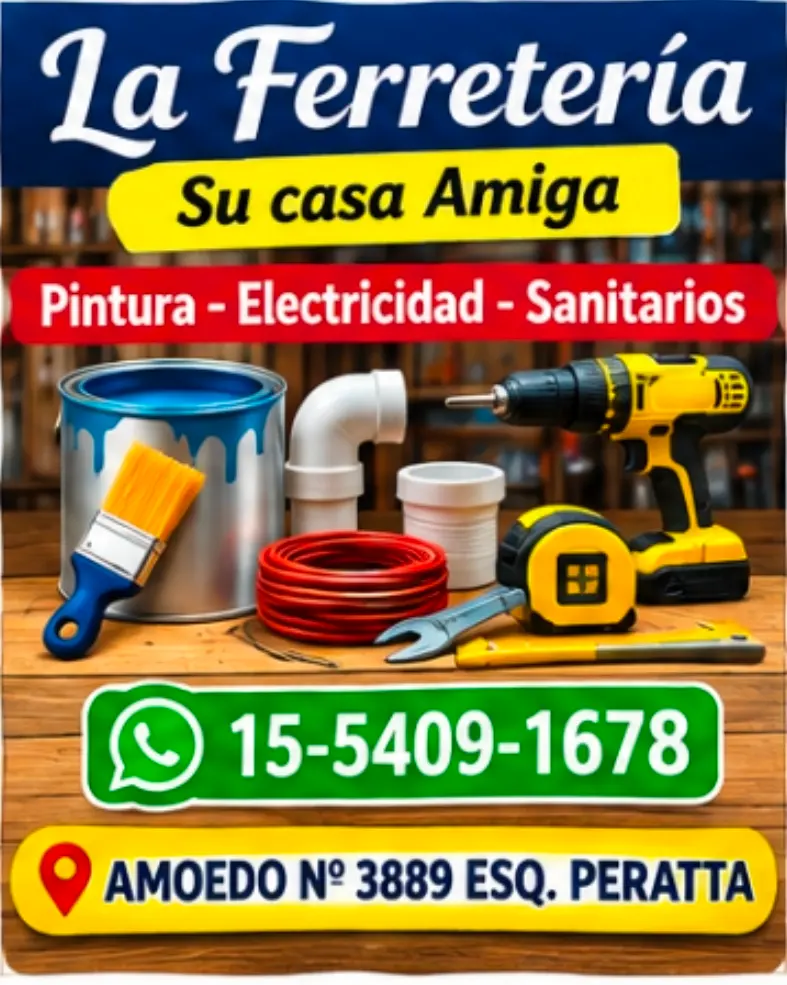 La Ferretería
Su casa Amiga
Pintura - Electricidad - Sanitarios
15-5409-1678
AMOEDO Nº 3889 ESQ. PERATTA